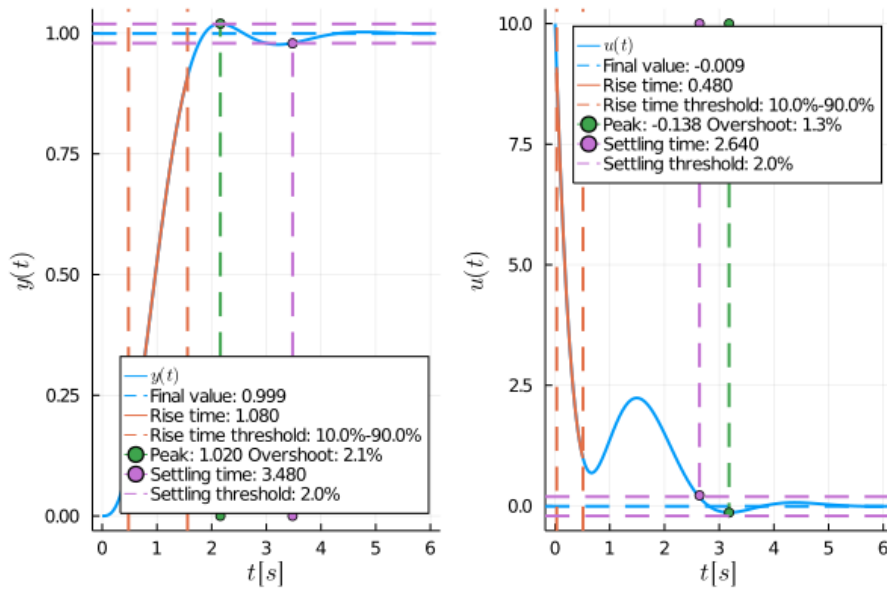 1.00
0.75
0.50
0.25
0.00
y(t)
y(t)
Final value: 0.999
Rise time: 1.080
Rise time threshold: 10.0%-90.0%
Peak: 1.020 Overshoot: 2.1%
Settling time: 3.480
Settling threshold: 2.0%
0 1 2 3 4 5 6
t[s]
10.0
7.5
5.0
2.5
0.0
u(t)
u(t)
Final value: -0.009
Rise time: 0.480
Rise time threshold: 10.0%-90.0%
Peak: -0.138 Overshoot: 1.3%
Settling time: 2.640
Settling threshold: 2.0%
0 1 2 3 4 5 6
t[s]